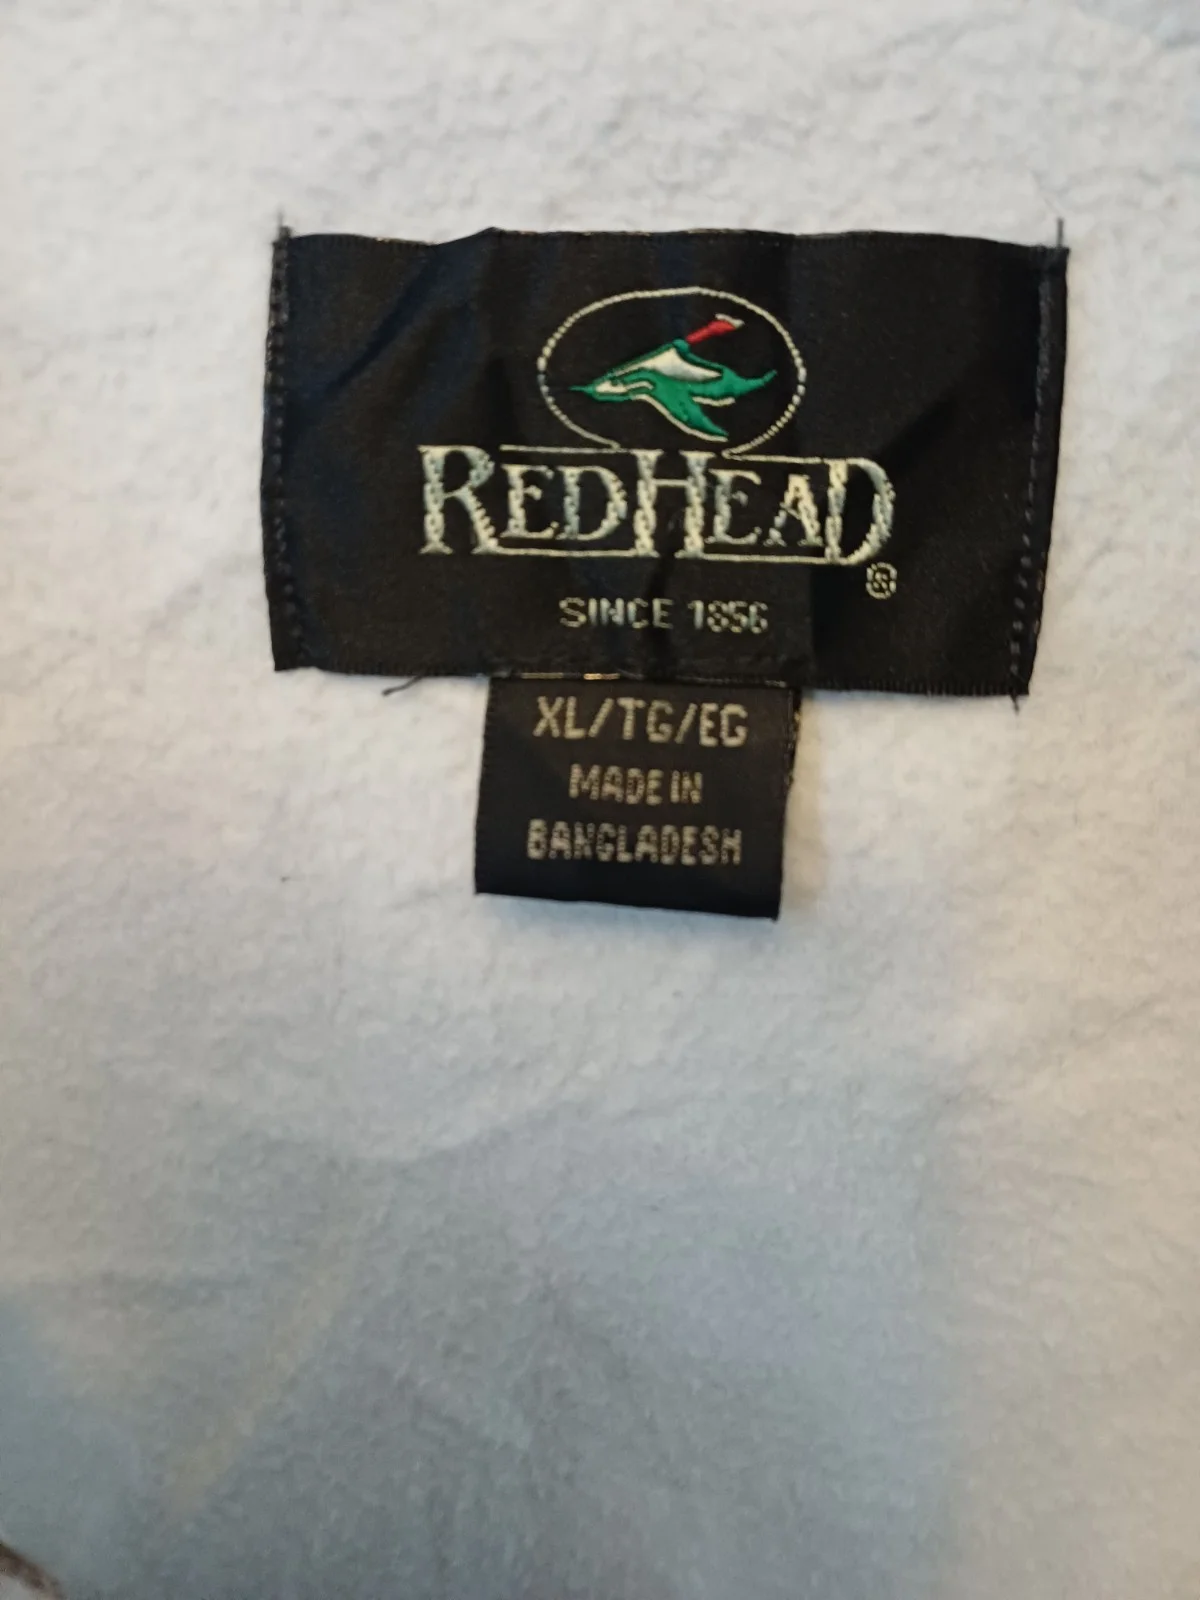 REDHEAD®
SINCE 1856
XL/TG/EG
MADE IN
BANGLADESH